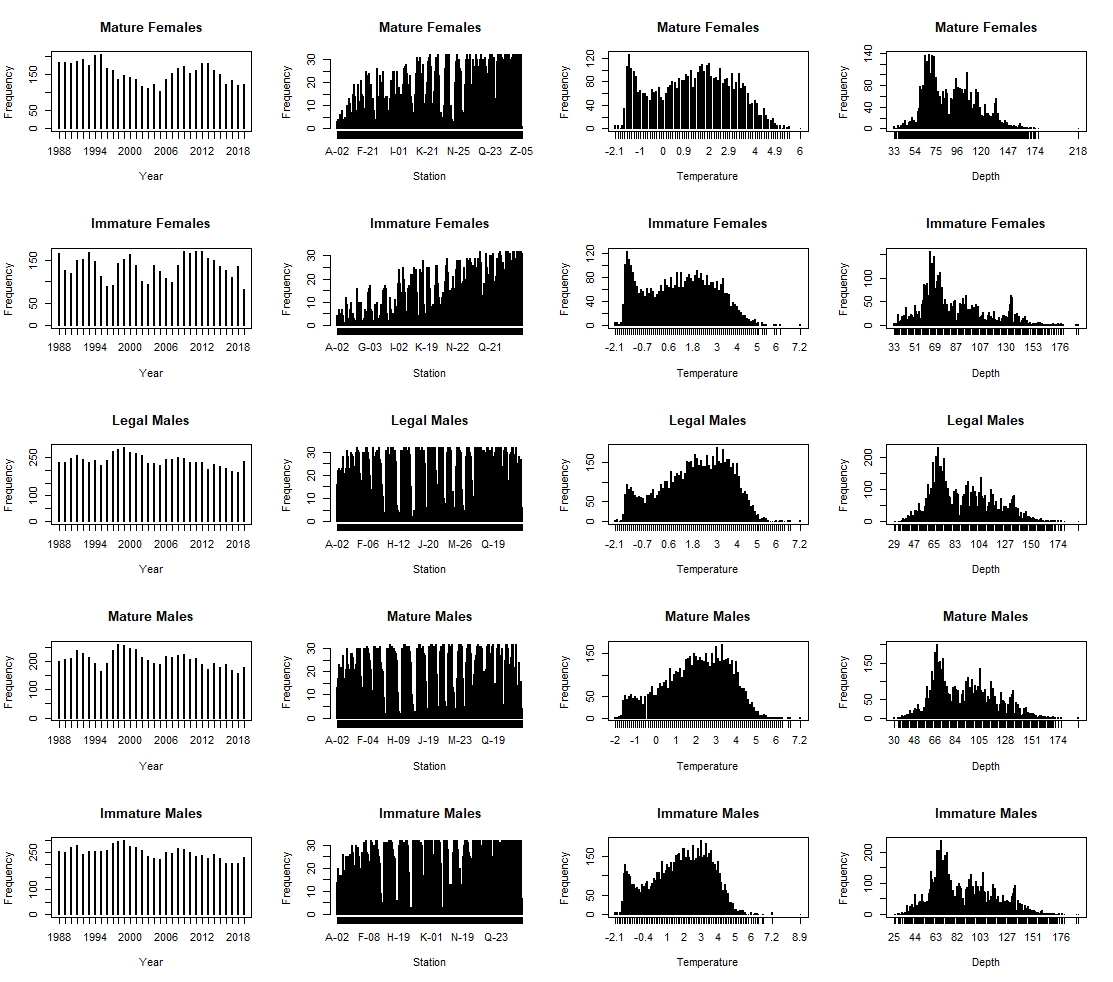 Mature Females Mature Females Mature Females Mature Females
Frequency Frequency Frequency Frequency
0 50 150 0 10 20 30 0 40 80 120 0 40 80 140
1988 1994 2000 2006 2012 2018 A-02 F-21 I-01 K-21 N-25 Q-23 Z-05 -2.1 -1 0 0.9 2 2.9 4 4.9 6 33 54 75 96 120 147 174 218
Year Station Temperature Depth
Immature Females Immature Females Immature Females Immature Females
Frequency Frequency Frequency Frequency
0 50 150 0 10 20 30 0 40 80 120 0 50 100
1988 1994 2000 2006 2012 2018 A-02 G-03 I-02 K-19 N-22 Q-21 -2.1 -0.7 0.6 1.8 3 4 5 6 7.2 33 51 69 87 107 130 153 176
Year Station Temperature Depth
Legal Males Legal Males Legal Males Legal Males
Frequency Frequency Frequency Frequency
0 100 250 0 10 20 30 0 50 150 0 100 200
1988 1994 2000 2006 2012 2018 A-02 F-06 H-12 J-20 M-26 Q-19 -2.1 -0.7 0.6 1.8 3 4 5 6 7.2 29 47 65 83 104 127 150 174
Year Station Temperature Depth
Mature Males Mature Males Mature Males Mature Males
Frequency Frequency Frequency Frequency
0 100 200 0 10 20 30 0 50 150 0 50 150
1988 1994 2000 2006 2012 2018 A-02 F-04 H-09 J-19 M-23 Q-19 -2 -1 0 1 2 3 4 5 6 7.2 30 48 66 84 105 128 151 174
Year Station Temperature Depth
Immature Males Immature Males Immature Males Immature Males
Frequency Frequency Frequency Frequency
0 100 250 0 10 20 30 0 50 150 0 100 200
1988 1994 2000 2006 2012 2018 A-02 F-08 H-19 K-01 N-19 Q-23 -2.1 -0.4 1 2 3 4 5 6 7.2 8.9 25 44 63 82 103 127 151 176
Year Station Temperature Depth